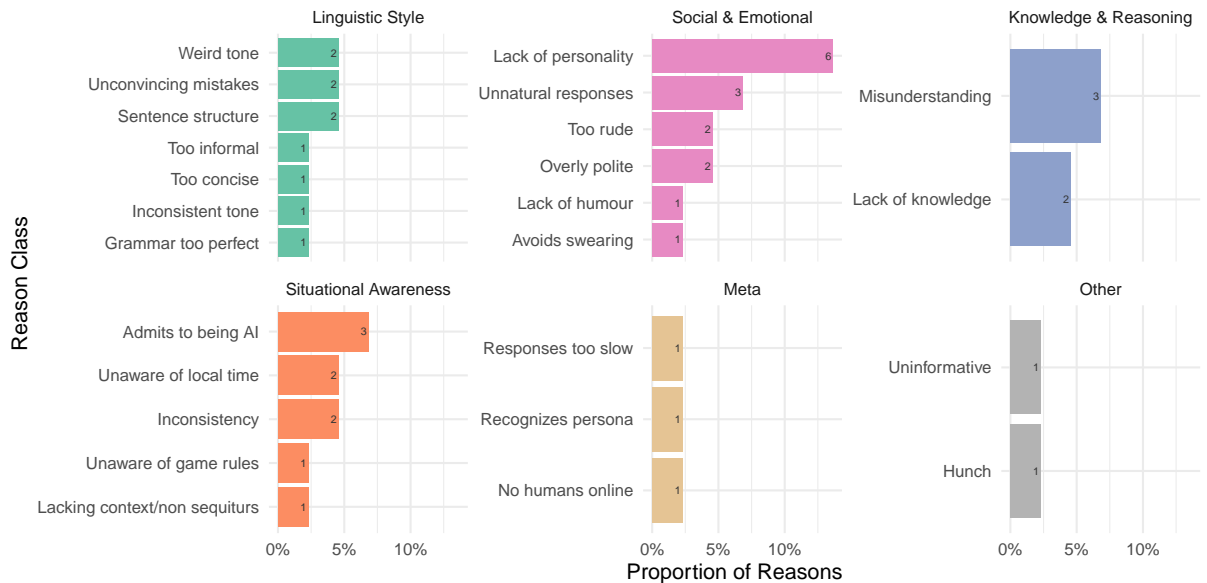 Linguistic Style
Weird tone 2
Unconvincing mistakes 2
Sentence structure 2
Too informal 1
Too concise 1
Inconsistent tone 1
Grammar too perfect 1
Social & Emotional
Lack of personality 6
Unnatural responses 3
Too rude 2
Overly polite 2
Lack of humour 1
Avoids swearing 1
Knowledge & Reasoning
Misunderstanding 3
Lack of knowledge 2
Reason Class
Situational Awareness
Admits to being AI 3
Unaware of local time 2
Inconsistency 2
Unaware of game rules 1
Lacking context/non sequiturs 1
0% 5% 10%
Meta
Responses too slow 1
Recognizes persona 1
No humans online 1
0% 5% 10%
Other
Uninformative 1
Hunch 1
0% 5% 10%
Proportion of Reasons